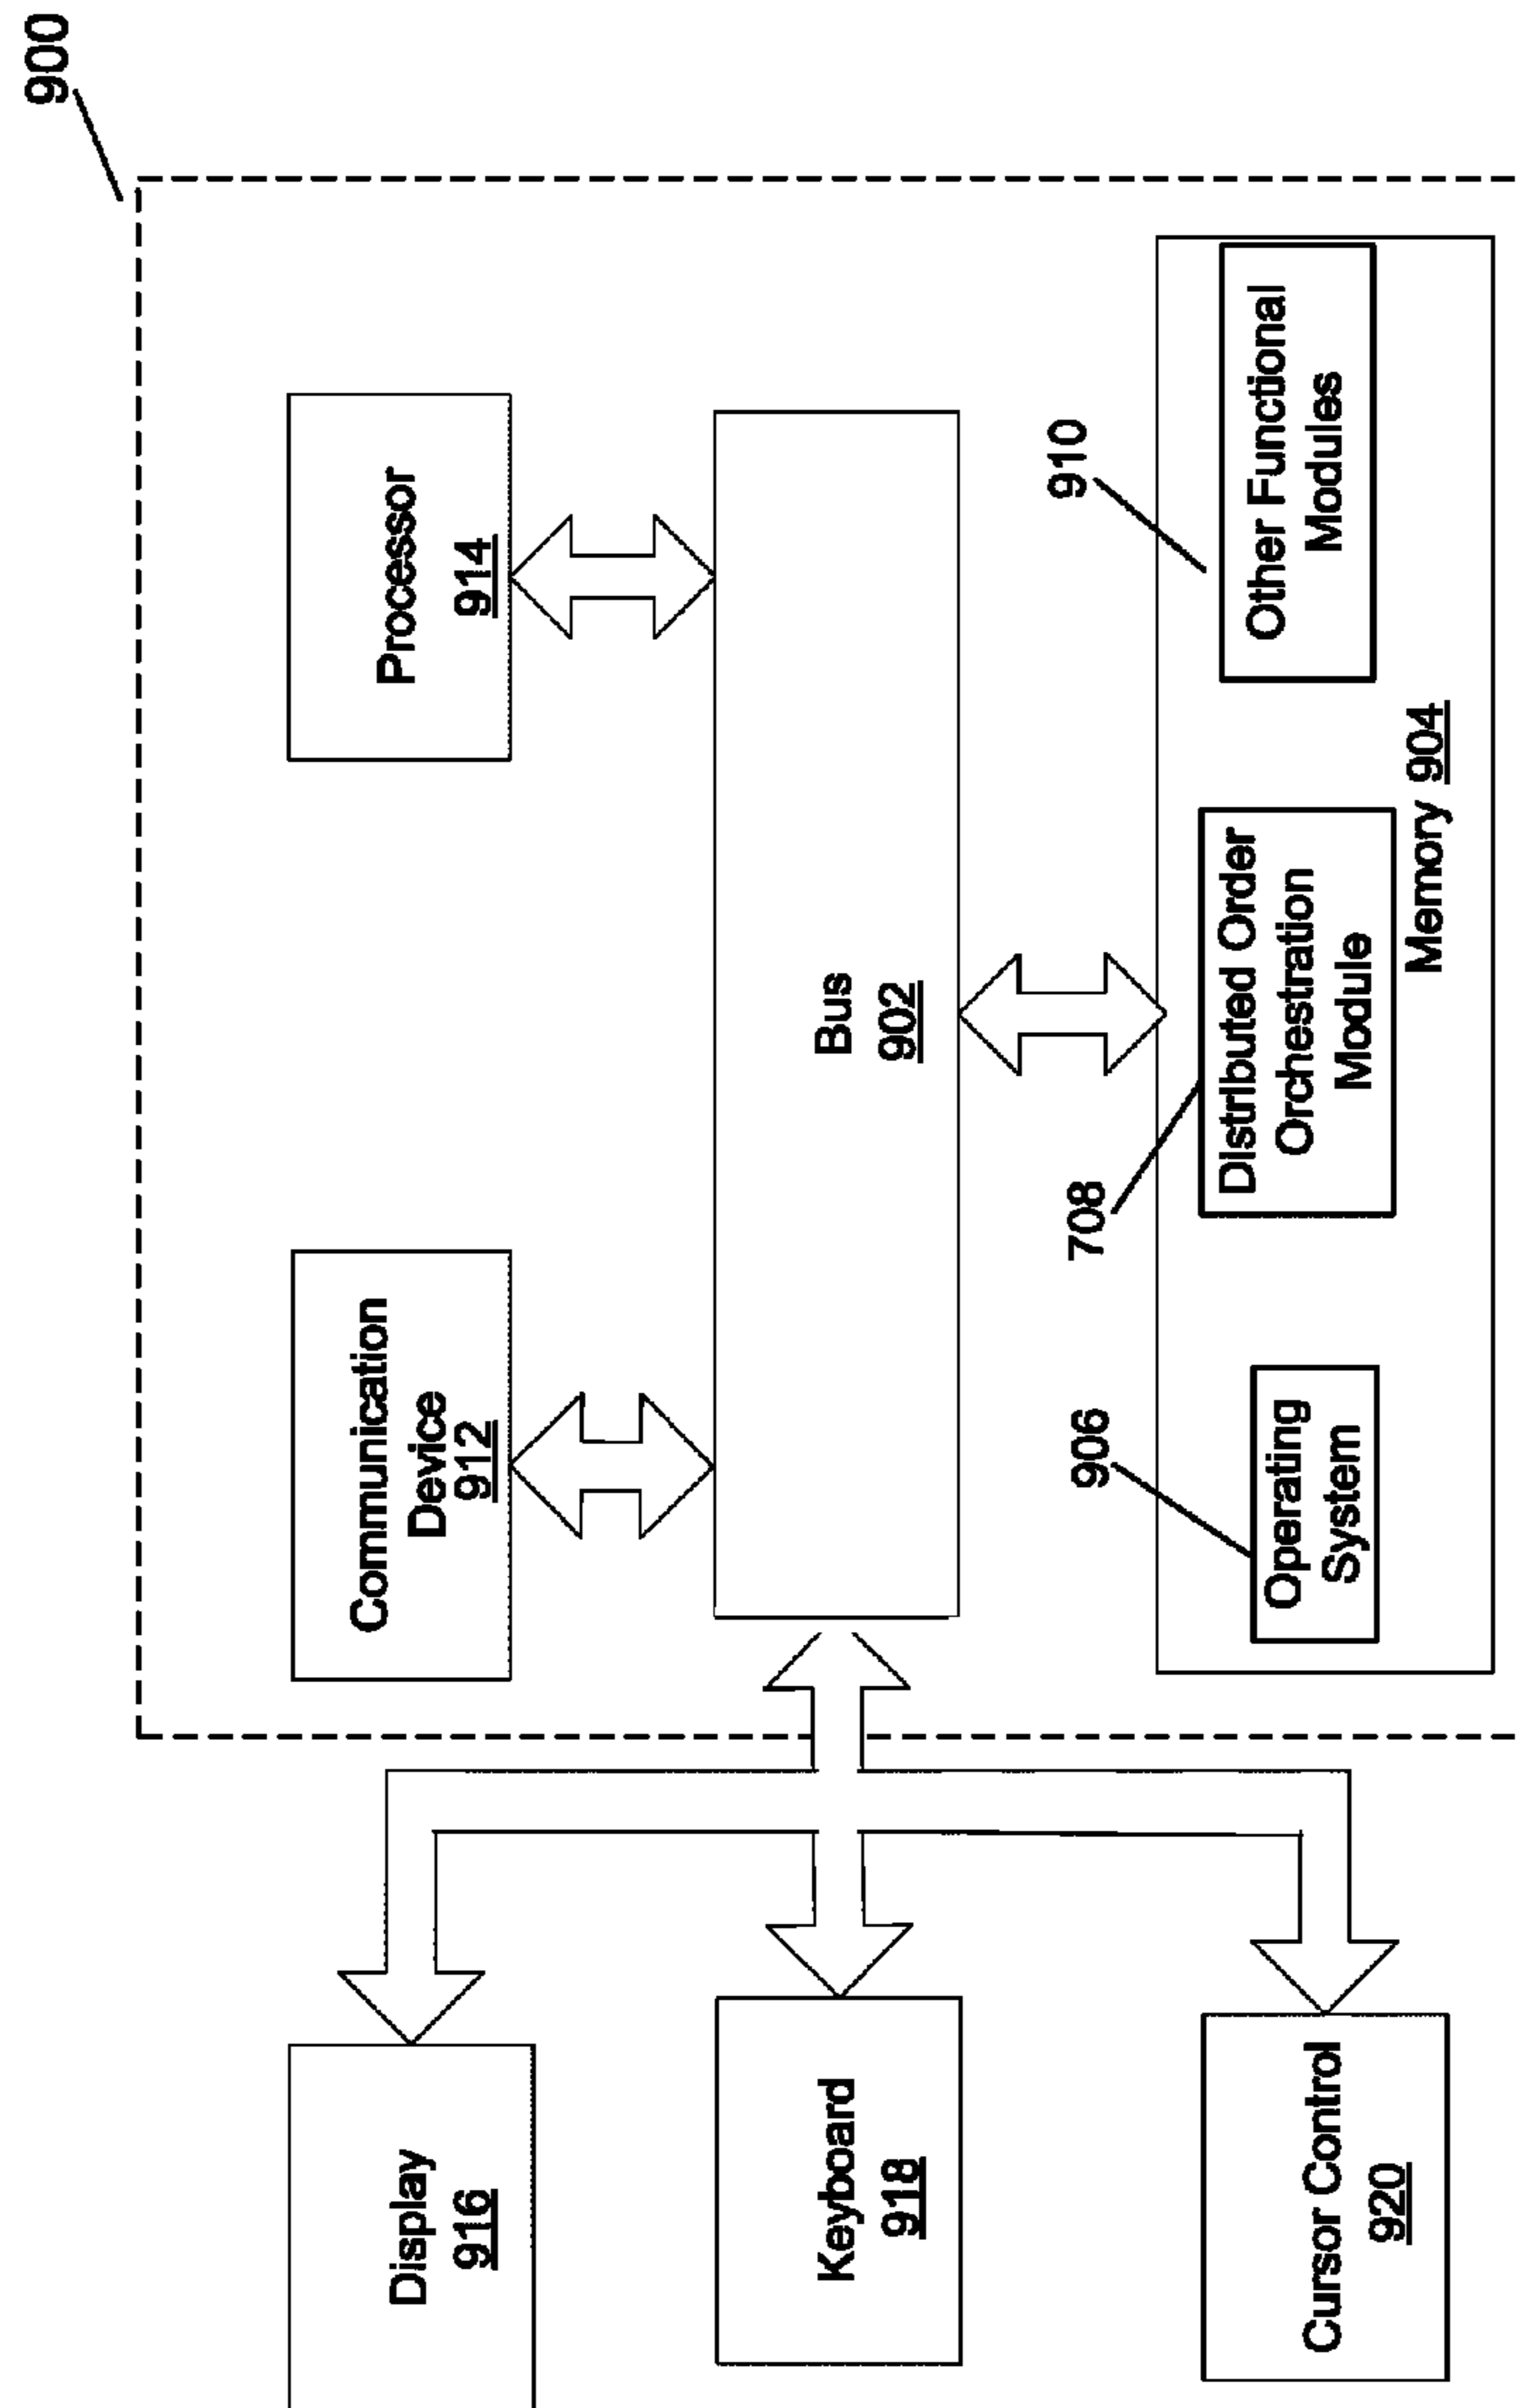 900
Display
916
Communication
Device
912
Processor
914
Keyboard
918
Bus
902
906
708
910
Cursor Control
920
Operating
System
Distributed Order
Orchestration
Module
Other Functional
Modules
Memory 904